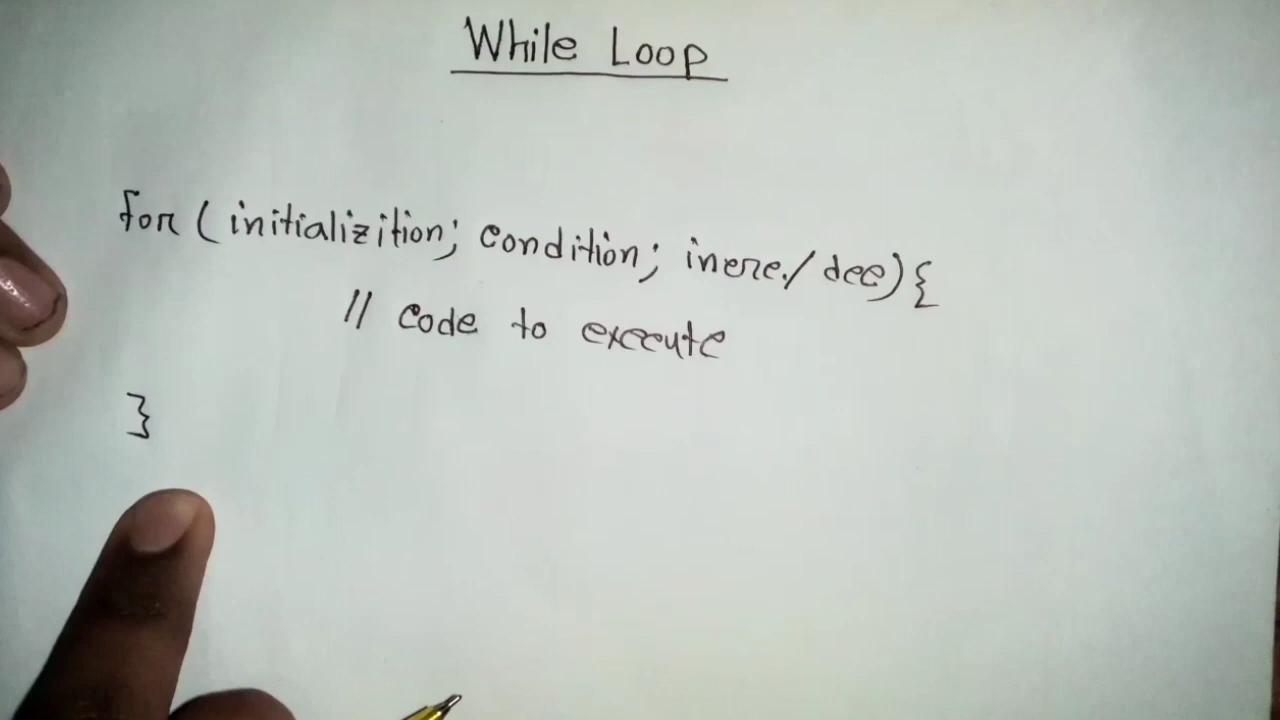 While Loop
for (initializition; condition; incre./dec) {
// code to execute
}